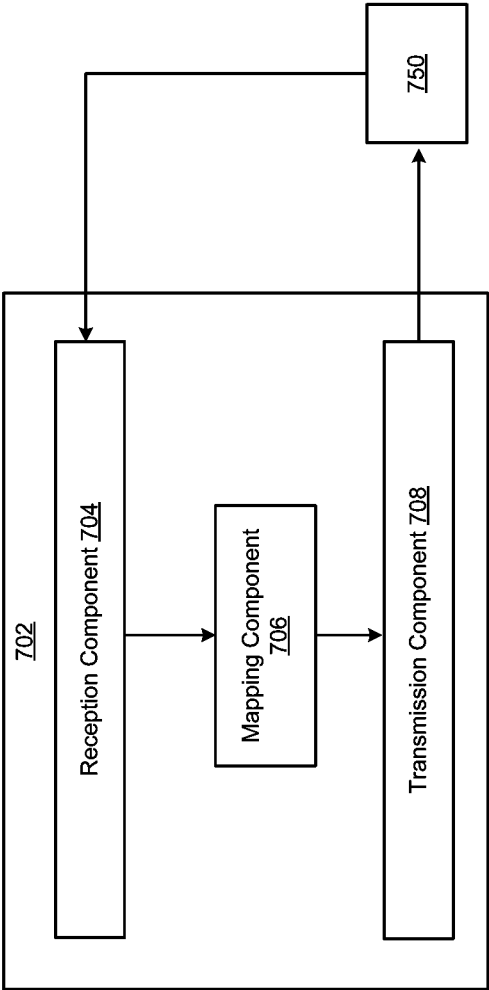 702
Reception Component 704
Mapping Component
706
Transmission Component 708
750